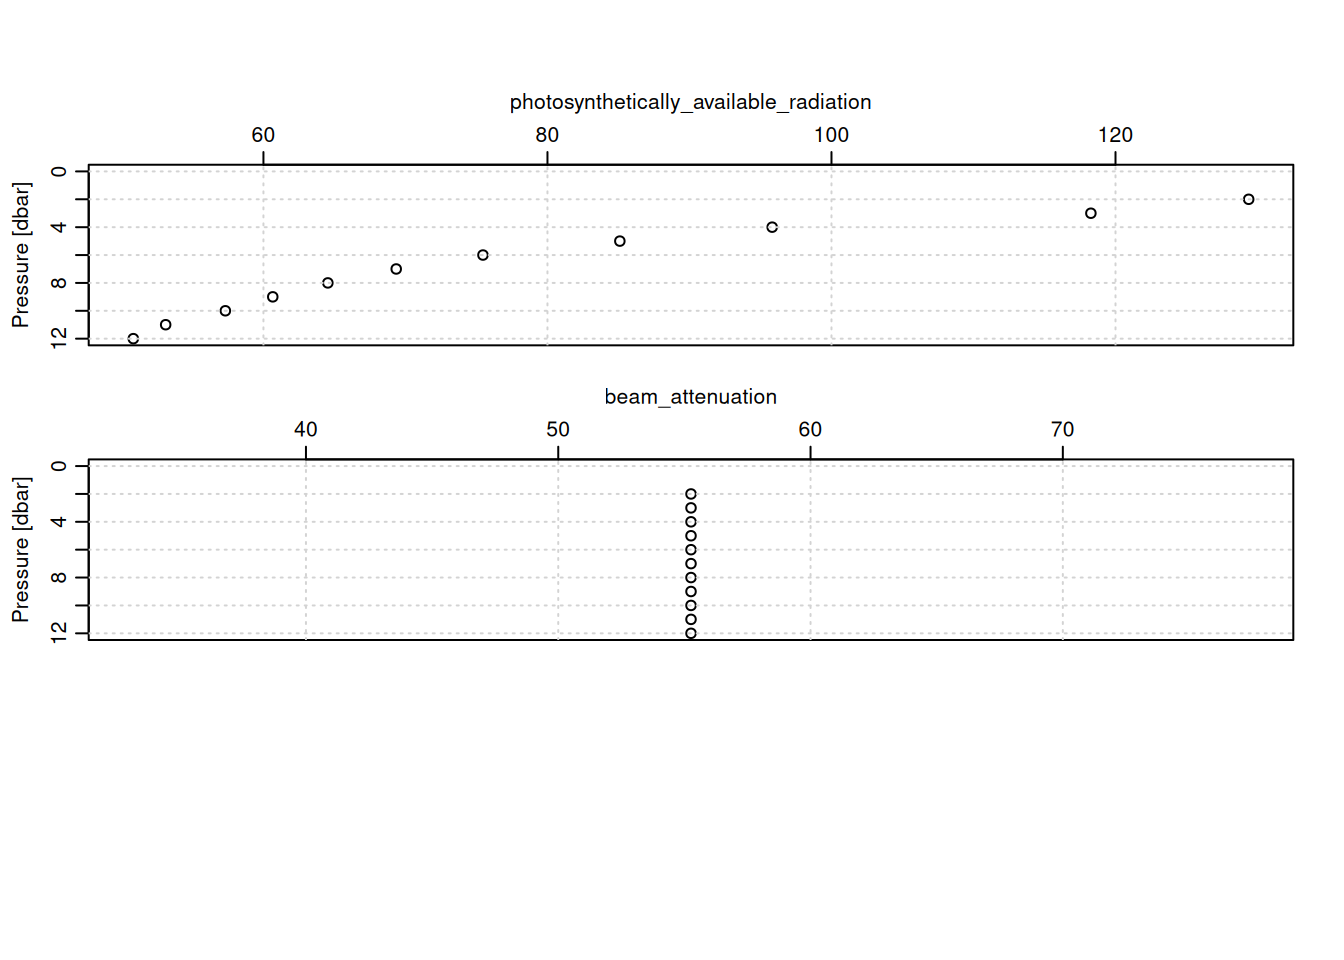 photosynthetically_available_radiation
60 80 100 120
Pressure [dbar]
0
4
8
12
beam_attenuation
40 50 60 70
Pressure [dbar]
0
4
8
12